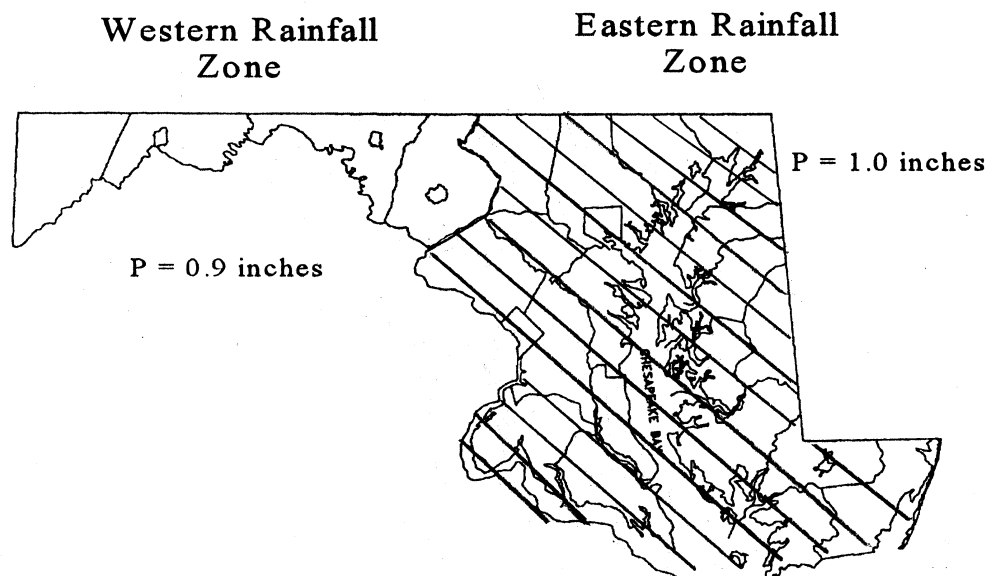 Western Rainfall
Zone
Eastern Rainfall
Zone
P = 1.0 inches
P = 0.9 inches
CHESAPEAKE BAY